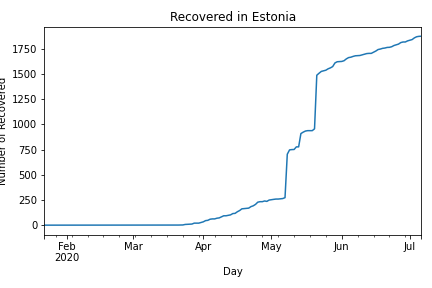 Recovered in Estonia
Number of Recovered
1750
1500
1250
1000
750
500
250
0
Feb
2020
Mar
Apr
May
Jun
Jul
Day